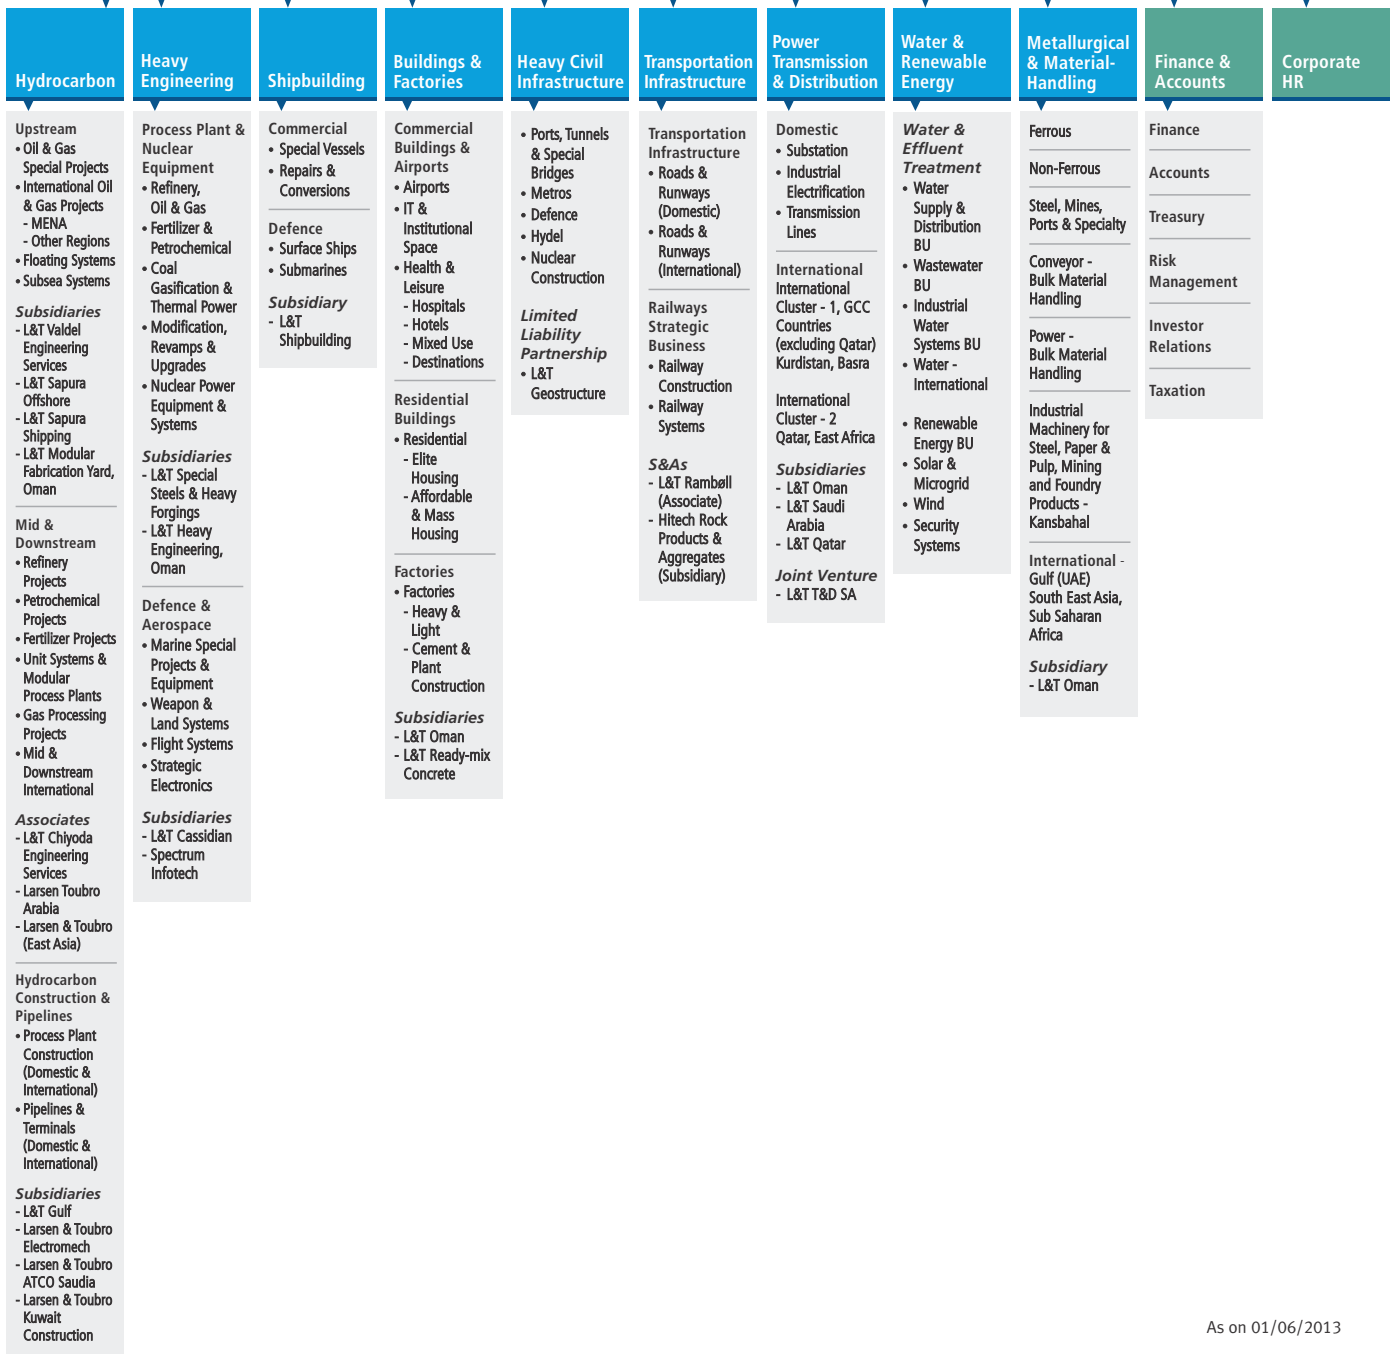 Hydrocarbon
Heavy
Engineering
Shipbuilding
Buildings &
Factories
Heavy Civil
Infrastructure
Transportation
Infrastructure
Power
Transmission
& Distribution
Water &
Renewable
Energy
Metallurgical
& Material-
Handling
Finance &
Accounts
Corporate
HR
Upstream
• Oil & Gas
Special Projects
• International Oil
& Gas Projects
- MENA
- Other Regions
• Floating Systems
• Subsea Systems
Subsidiaries
- L&T Valdel
Engineering
Services
- L&T Sapura
Offshore
- L&T Sapura
Shipping
- L&T Modular
Fabrication Yard,
Oman
Mid &
Downstream
• Refinery
Projects
• Petrochemical
Projects
• Fertilizer Projects
• Unit Systems &
Modular
Process Plants
• Gas Processing
Projects
• Mid &
Downstream
International
Associates
- L&T Chiyoda
Engineering
Services
- Larsen Toubro
Arabia
- Larsen & Toubro
(East Asia)
Hydrocarbon
Construction &
Pipelines
• Process Plant
Construction
(Domestic &
International)
• Pipelines &
Terminals
(Domestic &
International)
Subsidiaries
- L&T Gulf
- Larsen & Toubro
Electromech
- Larsen & Toubro
ATCO Saudia
- Larsen & Toubro
Kuwait
Construction
Process Plant &
Nuclear
Equipment
• Refinery,
Oil & Gas
• Fertilizer &
Petrochemical
• Coal
Gasification &
Thermal Power
• Modification,
Revamps &
Upgrades
• Nuclear Power
Equipment &
Systems
Subsidiaries
- L&T Special
Steels & Heavy
Forgings
- L&T Heavy
Engineering,
Oman
Defence &
Aerospace
• Marine Special
Projects &
Equipment
• Weapon &
Land Systems
• Flight Systems
• Strategic
Electronics
Subsidiaries
- L&T Cassidian
- Spectrum
Infotech
Commercial
• Special Vessels
• Repairs &
Conversions
Defence
• Surface Ships
• Submarines
Subsidiary
- L&T
Shipbuilding
Commercial
Buildings &
Airports
• Airports
• IT &
Institutional
Space
• Health &
Leisure
- Hospitals
- Hotels
- Mixed Use
- Destinations
Residential
Buildings
• Residential
- Elite
Housing
- Affordable
& Mass
Housing
Factories
• Factories
- Heavy &
Light
- Cement &
Plant
Construction
Subsidiaries
- L&T Oman
- L&T Ready-mix
Concrete
• Ports, Tunnels
& Special
Bridges
• Metros
• Defence
• Hydel
• Nuclear
Construction
Limited
Liability
Partnership
• L&T
Geostructure
Transportation
Infrastructure
• Roads &
Runways
(Domestic)
• Roads &
Runways
(International)
Railways
Strategic
Business
• Railway
Construction
• Railway
Systems
S&As
- L&T Rambøll
(Associate)
- Hitech Rock
Products &
Aggregates
(Subsidiary)
Domestic
• Substation
• Industrial
Electrification
• Transmission
Lines
International
International
Cluster - 1, GCC
Countries
(excluding Qatar)
Kurdistan, Basra
International
Cluster - 2
Qatar, East Africa
Subsidiaries
- L&T Oman
- L&T Saudi
Arabia
- L&T Qatar
Joint Venture
- L&T T&D SA
Water &
Effluent
Treatment
• Water
Supply &
Distribution
BU
• Wastewater
BU
• Industrial
Water
Systems BU
• Water -
International
• Renewable
Energy BU
• Solar &
Microgrid
• Wind
• Security
Systems
Ferrous
Non-Ferrous
Steel, Mines,
Ports & Specialty
Conveyor -
Bulk Material
Handling
Power -
Bulk Material
Handling
Industrial
Machinery for
Steel, Paper &
Pulp, Mining
and Foundry
Products -
Kansbahal
International -
Gulf (UAE)
South East Asia,
Sub Saharan
Africa
Subsidiary
- L&T Oman
Finance
Accounts
Treasury
Risk
Management
Investor
Relations
Taxation
As on 01/06/2013